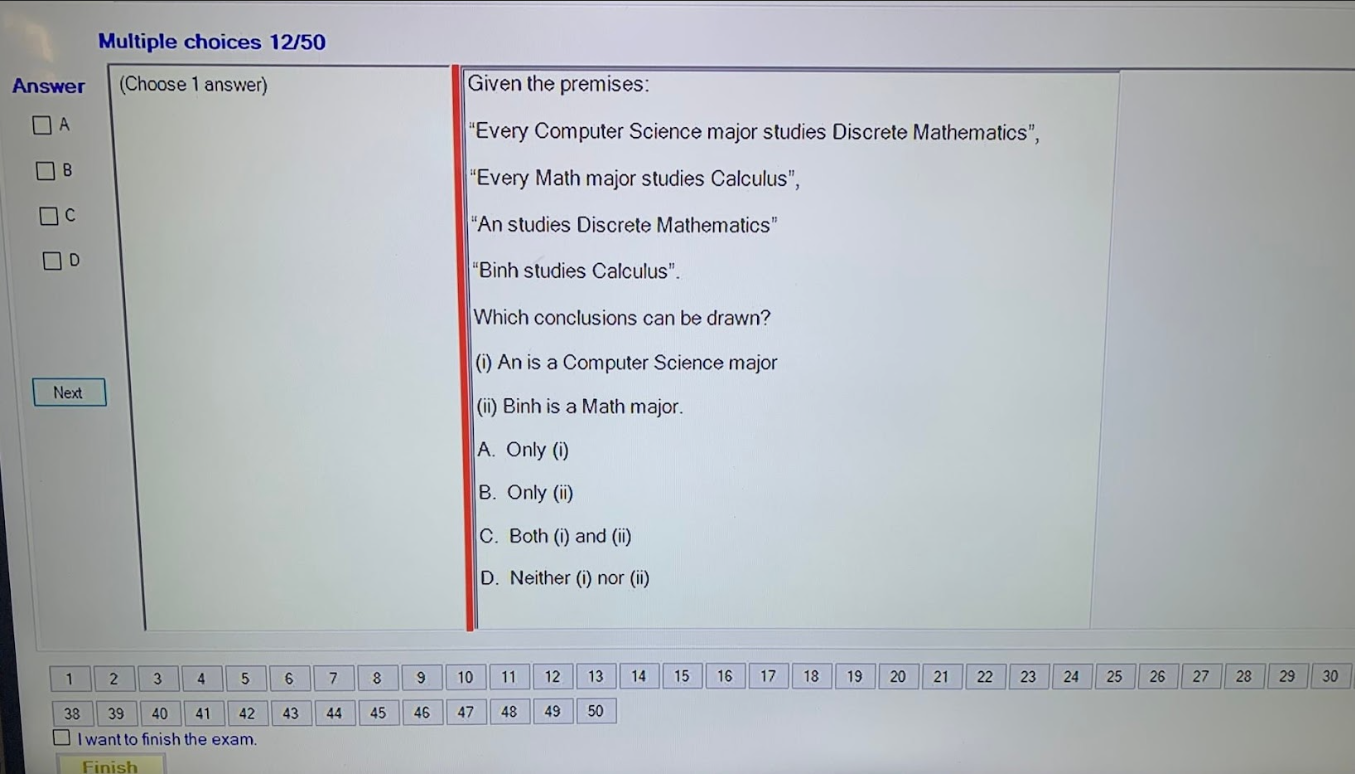 Multiple choices 12/50
Answer
(Choose 1 answer)
A
B
C
D
Next
Given the premises:
“Every Computer Science major studies Discrete Mathematics”,
“Every Math major studies Calculus”,
“An studies Discrete Mathematics”
“Binh studies Calculus”.
Which conclusions can be drawn?
(i) An is a Computer Science major
(ii) Binh is a Math major.
A. Only (i)
B. Only (ii)
C. Both (i) and (ii)
D. Neither (i) nor (ii)
1 2 3 4 5 6 7 8 9 10 11 12 13 14 15 16 17 18 19 20 21 22 23 24 25 26 27 28 29 30
38 39 40 41 42 43 44 45 46 47 48 49 50
I want to finish the exam.
Finish